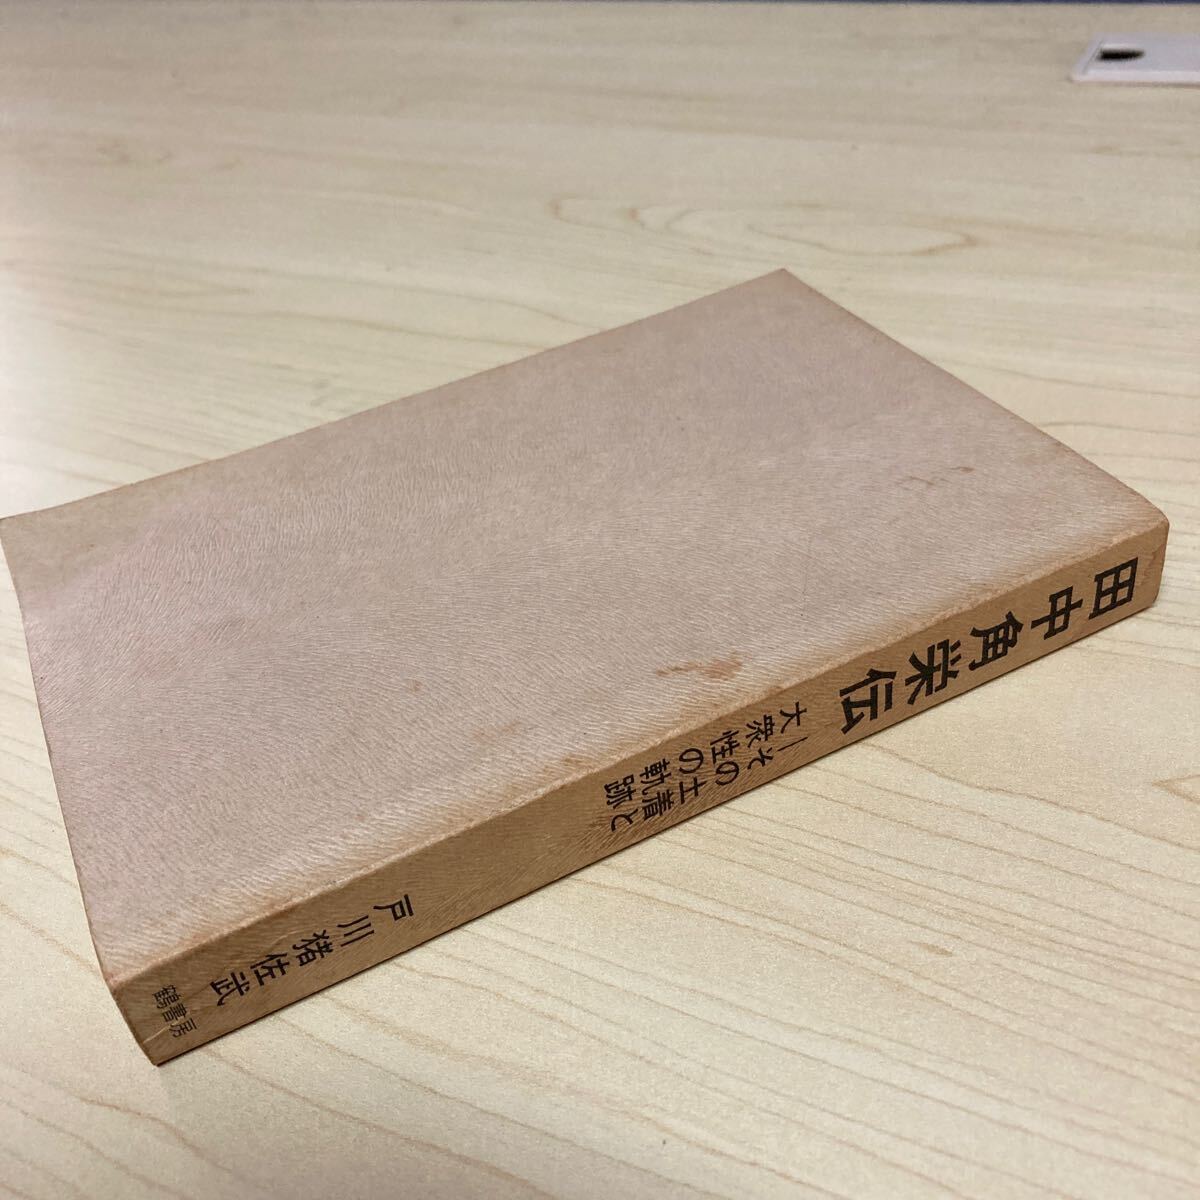 田中角栄伝
―その土着と
大衆性の軌跡
戸川猪佐武
鶴書房